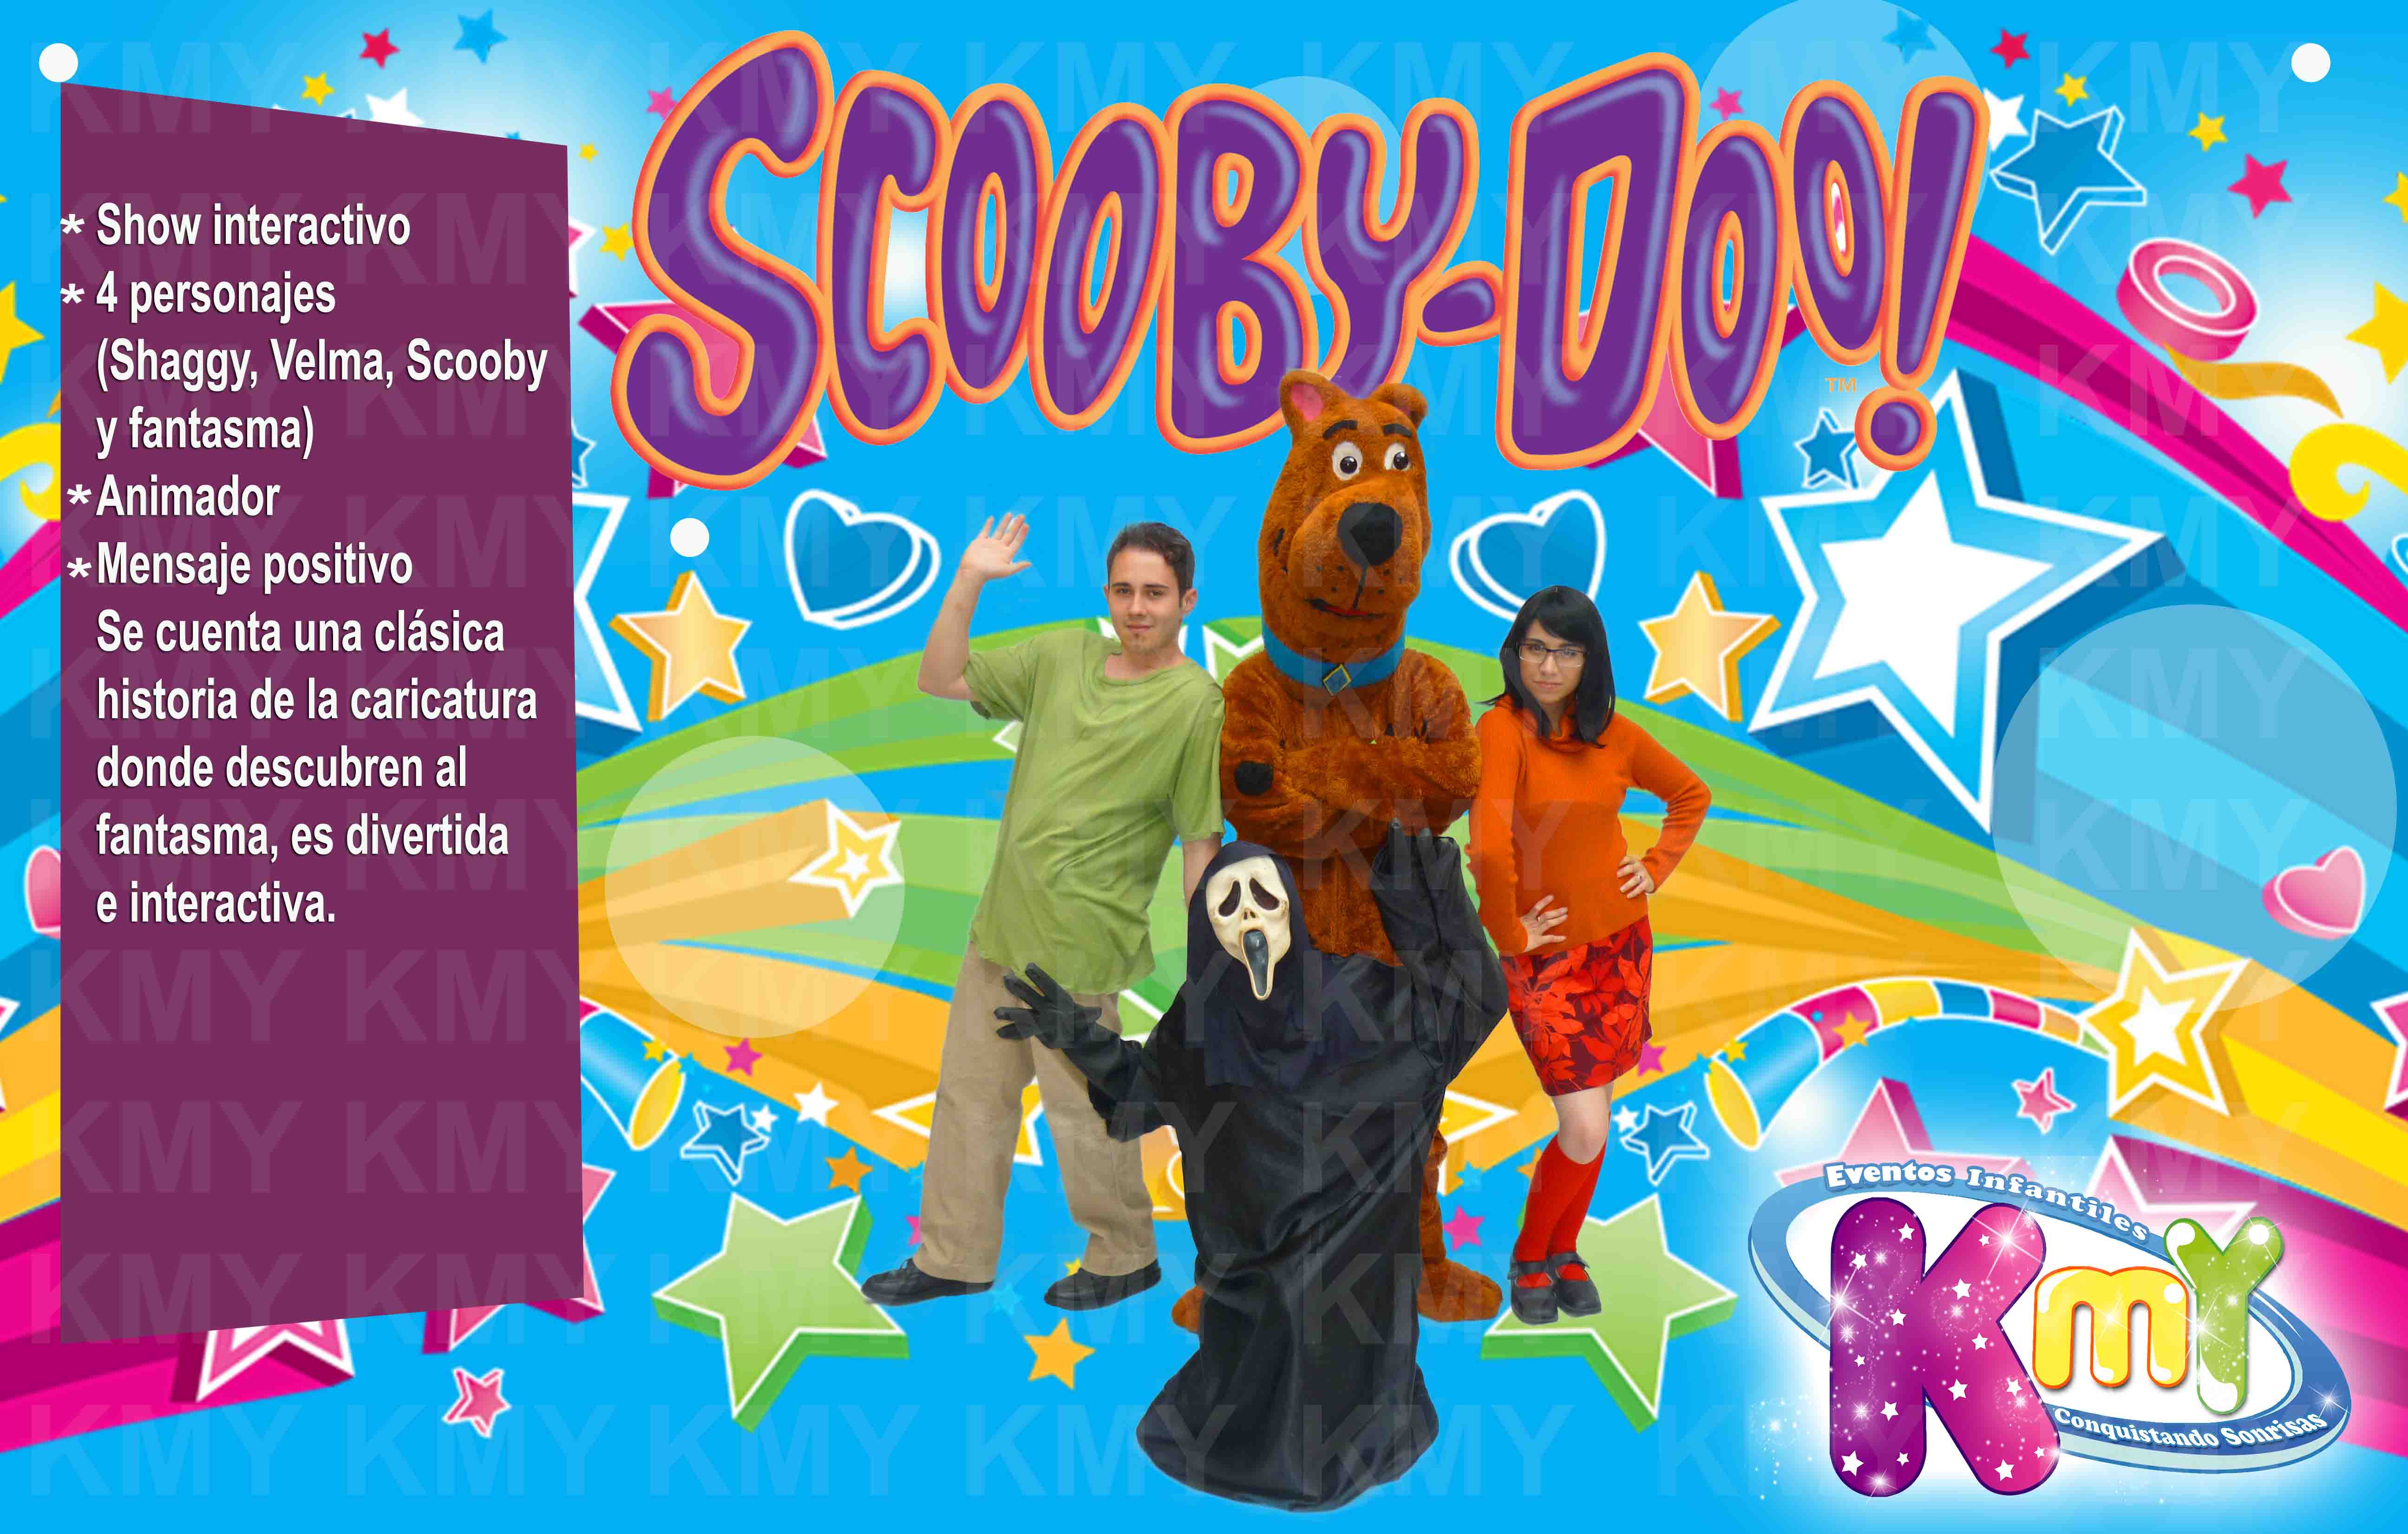 SCOOBY-DOO!
TM
* Show interactivo
* 4 personajes
(Shaggy, Velma, Scooby
y fantasma)
* Animador
* Mensaje positivo
Se cuenta una clásica
historia de la caricatura
donde descubren al
fantasma, es divertida
e interactiva.
Eventos Infantiles
KmY
Conquistando Sonrisas